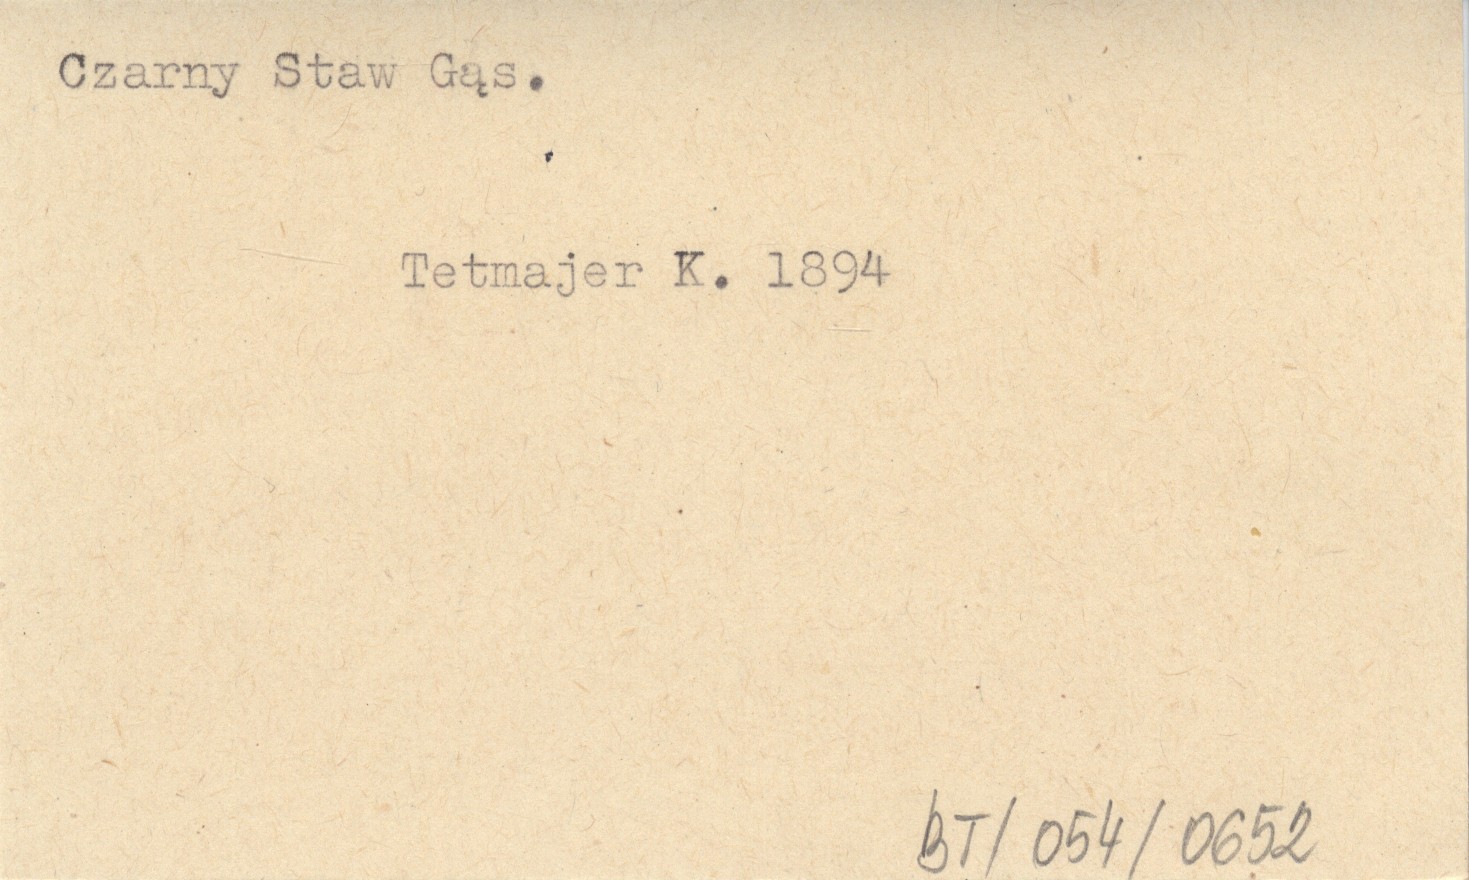 Czarny Staw Gąs.
Tetmajer K. 1894
BT/054/0652